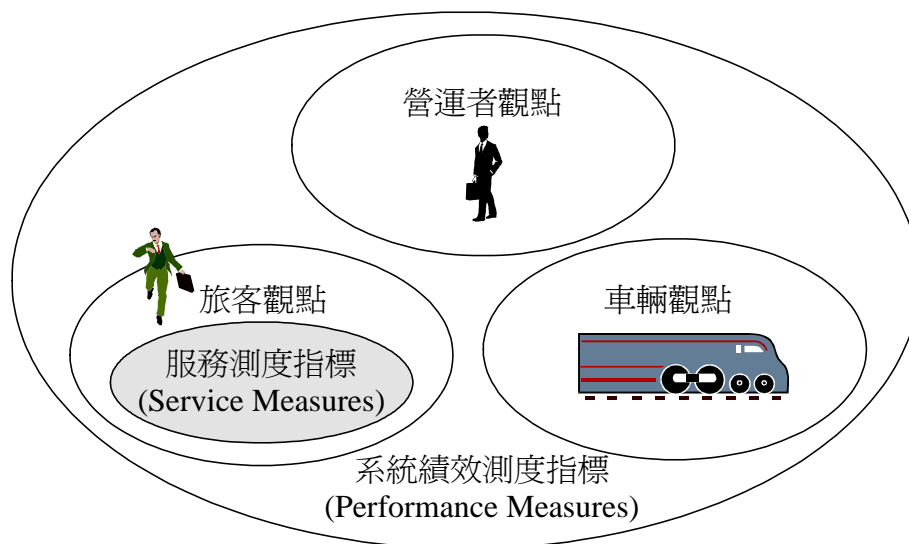 營運者觀點
旅客觀點
車輛觀點
服務測度指標
(Service Measures)
系統績效測度指標
(Performance Measures)